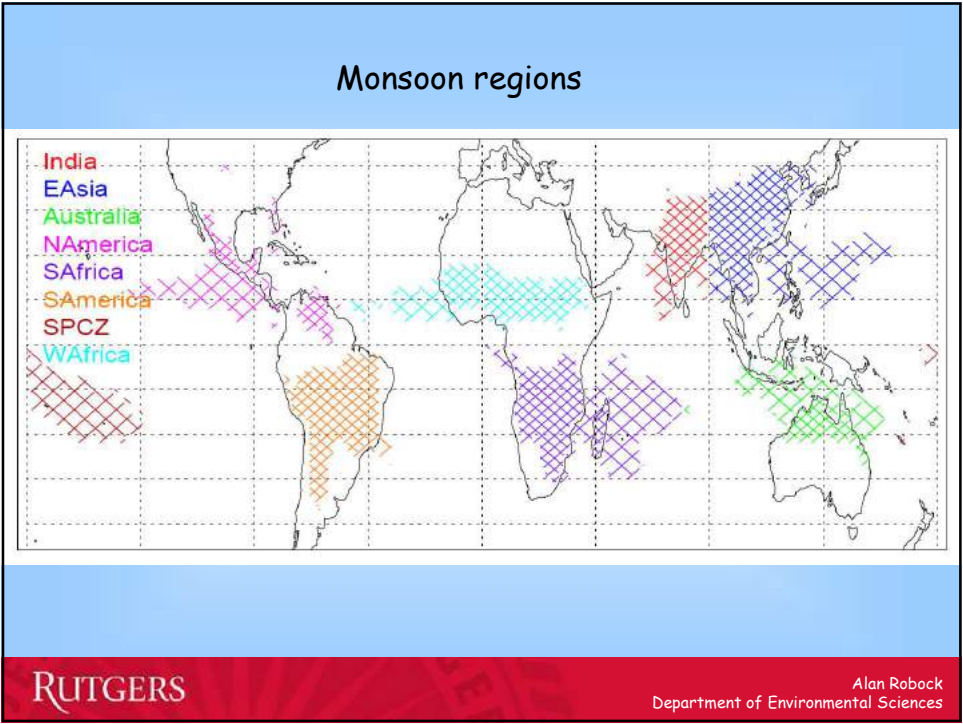 Monsoon regions
India
EAsia
Australia
NAmerica
SAfrica
SAmerica
SPCZ
WAfrica
RUTGERS
Alan Robock
Department of Environmental Sciences